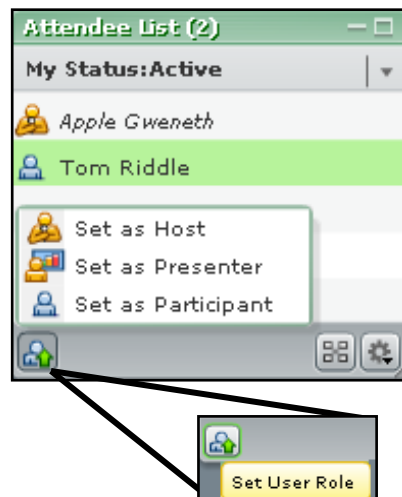 Attendee List (2)
My Status:Active
Apple Gweneth
Tom Riddle
Set as Host
Set as Presenter
Set as Participant
Set User Role